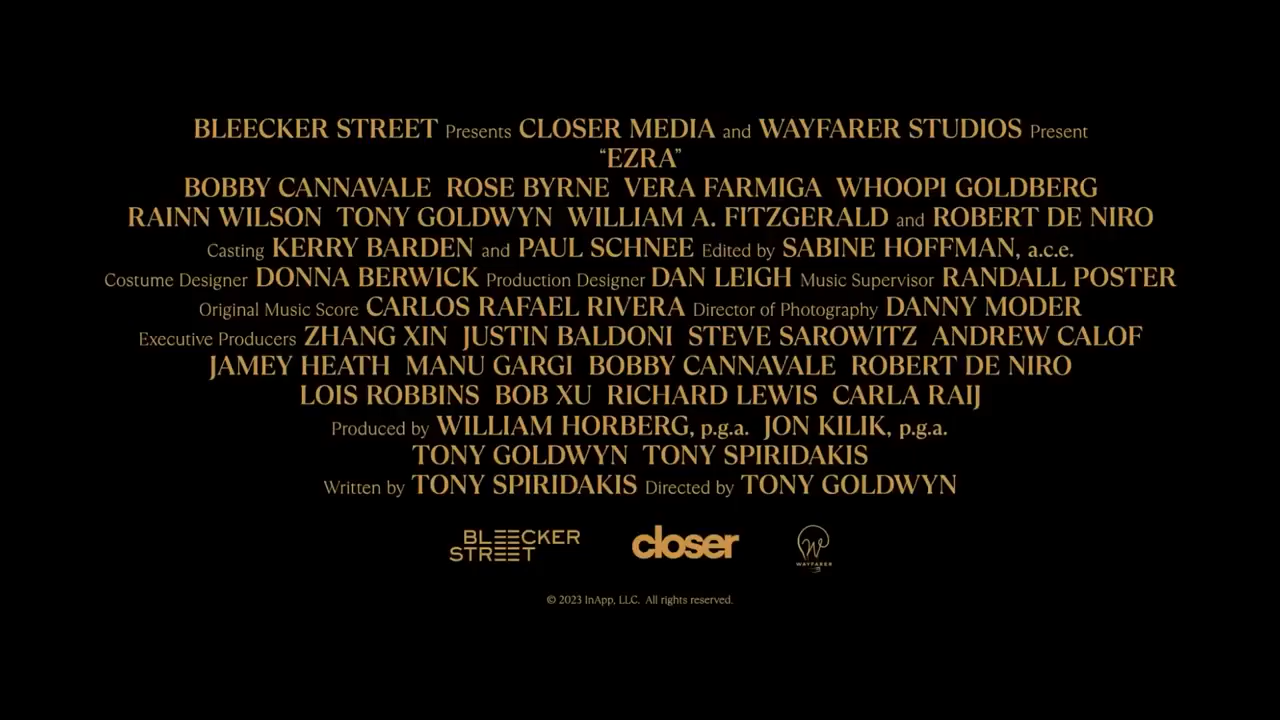 BLEECKER STREET Presents CLOSER MEDIA and WAYFARER STUDIOS Present
“EZRA”
BOBBY CANNAVALE ROSE BYRNE VERA FARMIGA WHOOPI GOLDBERG
RAINN WILSON TONY GOLDWYN WILLIAM A. FITZGERALD and ROBERT DE NIRO
Casting KERRY BARDEN and PAUL SCHNEE Edited by SABINE HOFFMAN, a.c.e.
Costume Designer DONNA BERWICK Production Designer DAN LEIGH Music Supervisor RANDALL POSTER
Original Music Score CARLOS RAFAEL RIVERA Director of Photography DANNY MODER
Executive Producers ZHANG XIN JUSTIN BALDONI STEVE SAROWITZ ANDREW CALOF
JAMEY HEATH MANU GARGI BOBBY CANNAVALE ROBERT DE NIRO
LOIS ROBBINS BOB XU RICHARD LEWIS CARLA RAIJ
Produced by WILLIAM HORBERG, p.g.a. JON KILIK, p.g.a.
TONY GOLDWYN TONY SPIRIDAKIS
Written by TONY SPIRIDAKIS Directed by TONY GOLDWYN
BLEECKER STREET
closer
W WAYFARER
© 2023 InApp, LLC. All rights reserved.